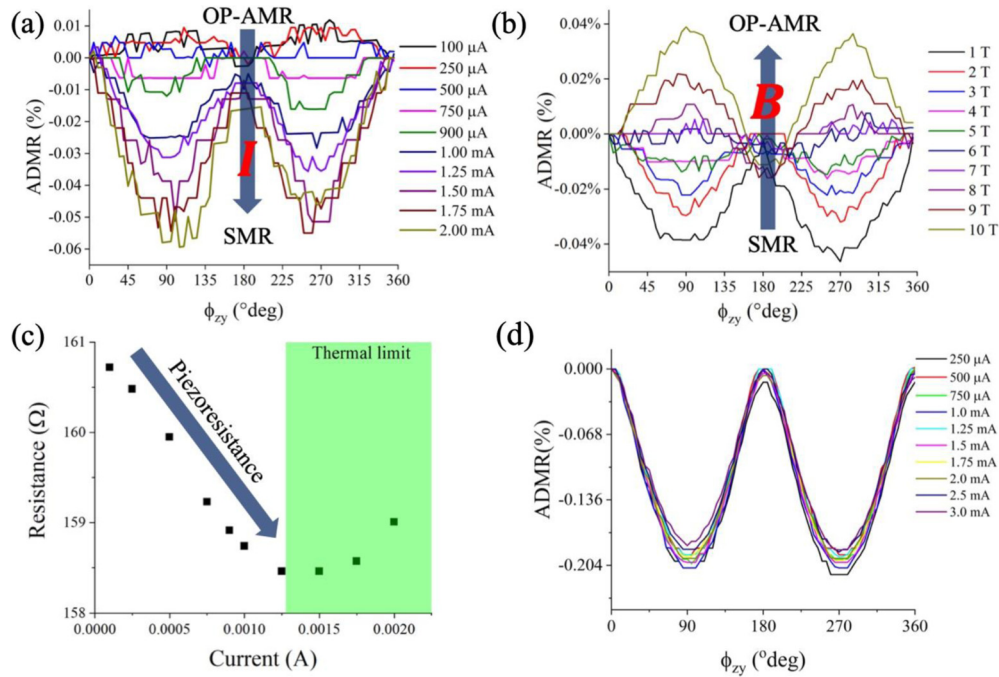 (a)
0.01
0.00
-0.01
-0.02
-0.03
-0.04
-0.05
-0.06
ADMR (%)
OP-AMR
I
SMR
0 45 90 135 180 225 270 315 360
ϕzy (°deg)
100 μA
250 μA
500 μA
750 μA
900 μA
1.00 mA
1.25 mA
1.50 mA
1.75 mA
2.00 mA
(b)
0.04%
0.02%
0.00%
-0.02%
-0.04%
ADMR (%)
OP-AMR
B
SMR
0 45 90 135 180 225 270 315 360
ϕzy (°deg)
1 T
2 T
3 T
4 T
5 T
6 T
7 T
8 T
9 T
10 T
(c)
161
160
159
158
Resistance (Ω)
Piezoresistance
Thermal limit
0.0000 0.0005 0.0010 0.0015 0.0020
Current (A)
(d)
0.000
-0.068
-0.136
-0.204
ADMR(%)
0 90 180 270 360
ϕzy (°deg)
250 μA
500 μA
750 μA
1.0 mA
1.25 mA
1.5 mA
1.75 mA
2.0 mA
2.5 mA
3.0 mA